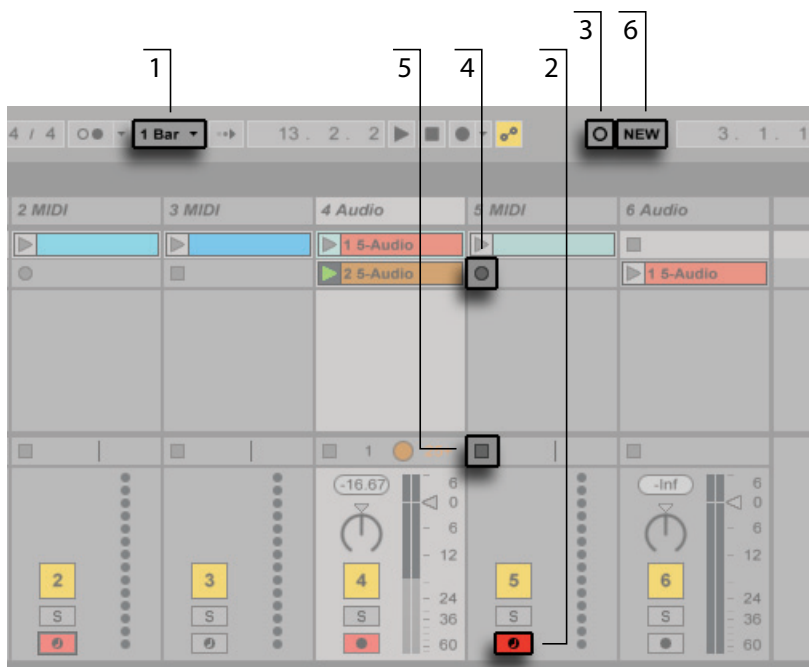 1 5 4 2 3 6
4 / 4 1 Bar 13. 2. 2 NEW 3. 1. 1
2 MIDI 3 MIDI 4 Audio 5 MIDI 6 Audio
1 5-Audio
2 5-Audio 1 5-Audio
1
-16.67 6 -Inf 6
0 0
6 6
12 12
2 3 4 5 6
24 24
S S S S S 36 36
60 60